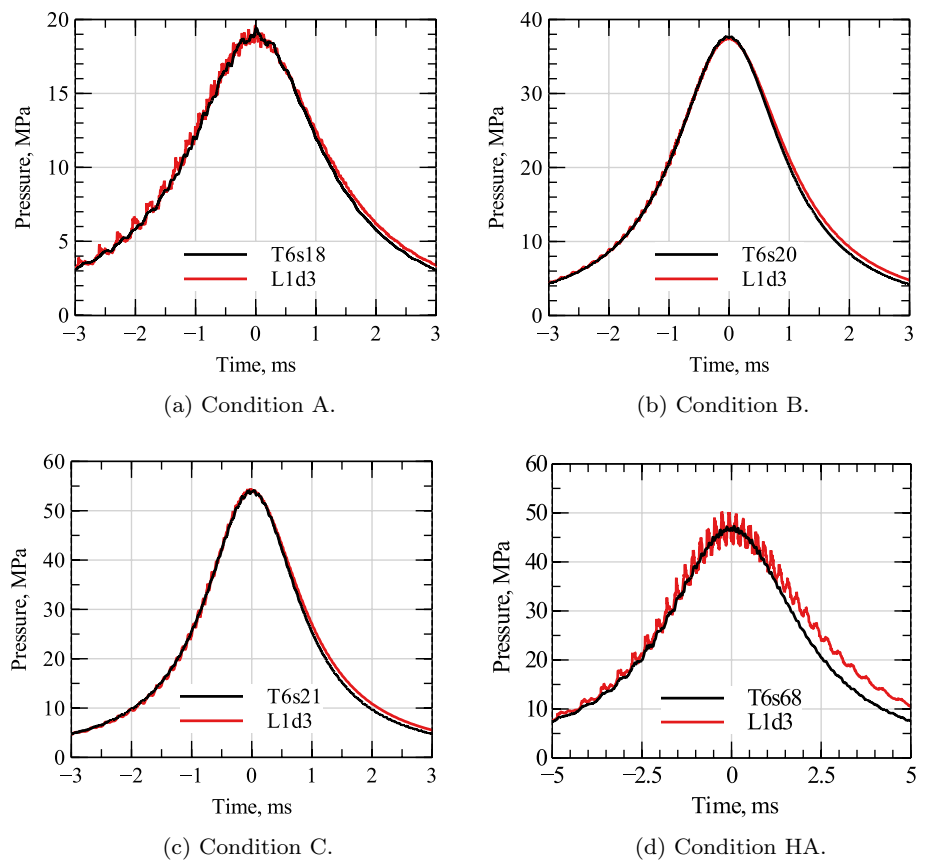 20
15
10
5
0
Pressure, MPa
T6s18
L1d3
−3 −2 −1 0 1 2 3
Time, ms
(a) Condition A.
40
30
20
10
0
Pressure, MPa
T6s20
L1d3
−3 −2 −1 0 1 2 3
Time, ms
(b) Condition B.
60
50
40
30
20
10
0
Pressure, MPa
T6s21
L1d3
−3 −2 −1 0 1 2 3
Time, ms
(c) Condition C.
60
50
40
30
20
10
0
Pressure, MPa
T6s68
L1d3
−5 −2.5 0 2.5 5
Time, ms
(d) Condition HA.